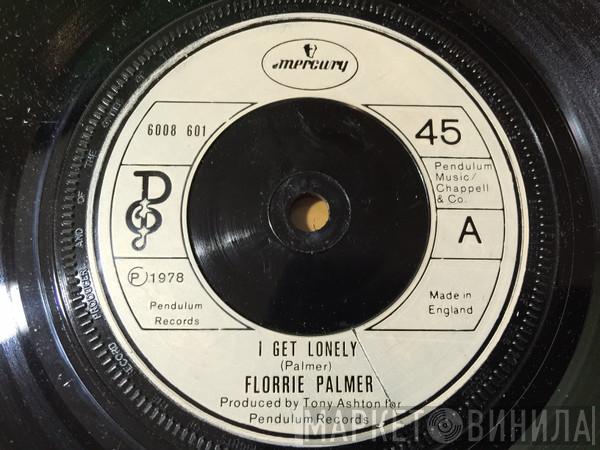 mercury
6008 601
45
Pendulum
Music/
Chappell
& Co.
A
Ⓟ 1978
Pendulum
Records
Made in
England
I GET LONELY
(Palmer)
FLORRIE PALMER
Produced by Tony Ashton for
Pendulum Records
МАРКЕТ ВИНИЛА